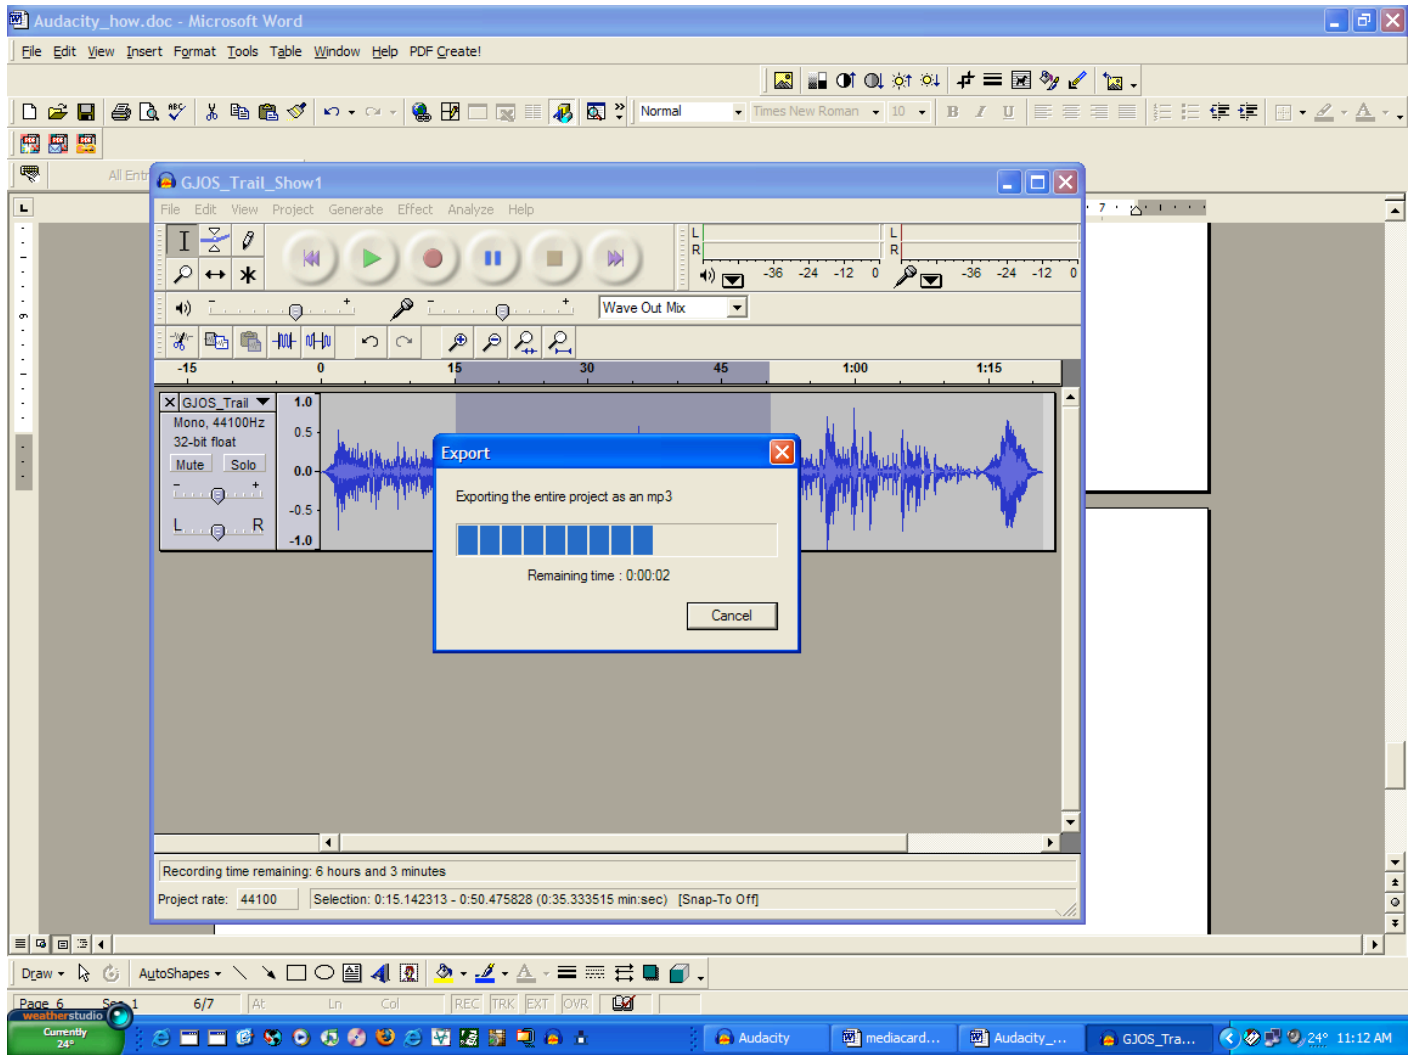 Audacity_how.doc - Microsoft Word
File Edit View Insert Format Tools Table Window Help PDF Create!
Normal Times New Roman 10 B I U
All Entr
GJOS_Trail_Show1
7
File Edit View Project Generate Effect Analyze Help
L L
R R
-36 -24 -12 0 -36 -24 -12 0
Wave Out Mix
-15 0 15 30 45 1:00 1:15
GJOS_Trail 1.0
Mono, 44100Hz
32-bit float 0.5
Mute Solo 0.0
-0.5
L R
-1.0
Export
Exporting the entire project as an mp3
Remaining time : 0:00:02
Cancel
Recording time remaining: 6 hours and 3 minutes
Project rate: 44100 Selection: 0:15.142313 - 0:50.475828 (0:35.333515 min:sec) [Snap-To Off]
Draw AutoShapes
Page 6 Sec 1 6/7 At Ln Col REC TRK EXT OVR
weatherstudio
Currently
24°
Audacity mediacard... Audacity_... GJOS_Tra... 24° 11:12 AM